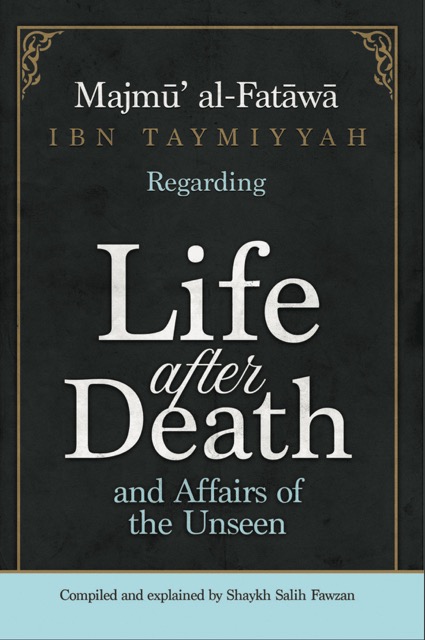 Majmū’ al-Fatāwā
IBN TAYMIYYAH
Regarding
Life
after
Death
and Affairs of
the Unseen
Compiled and explained by Shaykh Salih Fawzan